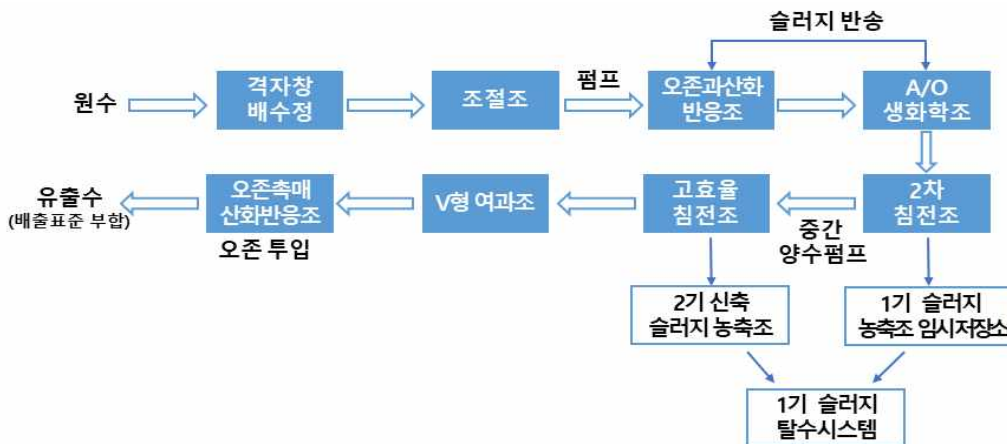 슬러지 반송
원수
격자창
배수정
조절조
펌프
오존과산화
반응조
A/O
생화학조
유출수
(배출표준 부합)
오존촉매
산화반응조
오존 투입
V형 여과조
고효율
침전조
중간
양수펌프
2차
침전조
2기 신축
슬러지 농축조
1기 슬러지
농축조 임시저장소
1기 슬러지
탈수시스템